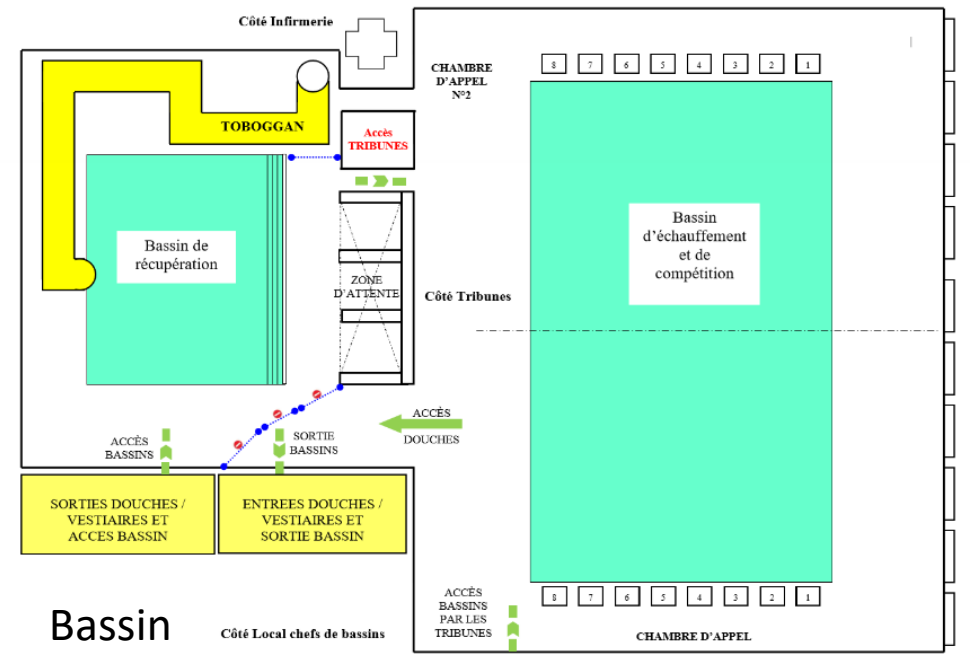 Côté Infirmerie
CHAMBRE
D'APPEL
N°2
8 7 6 5 4 3 2 1
TOBOGGAN
Accès
TRIBUNES
Bassin de
récupération
Bassin
d'échauffement
et de
compétition
ZONE
D'ATTENTE
Côté Tribunes
ACCÈS
DOUCHES
ACCÈS
BASSINS
SORTIE
BASSINS
SORTIES DOUCHES /
VESTIAIRES ET
ACCES BASSIN
ENTREES DOUCHES /
VESTIAIRES ET
SORTIE BASSIN
8 7 6 5 4 3 2 1
ACCÈS
BASSINS
PAR LES
TRIBUNES
Bassin
Côté Local chefs de bassins
CHAMBRE D'APPEL